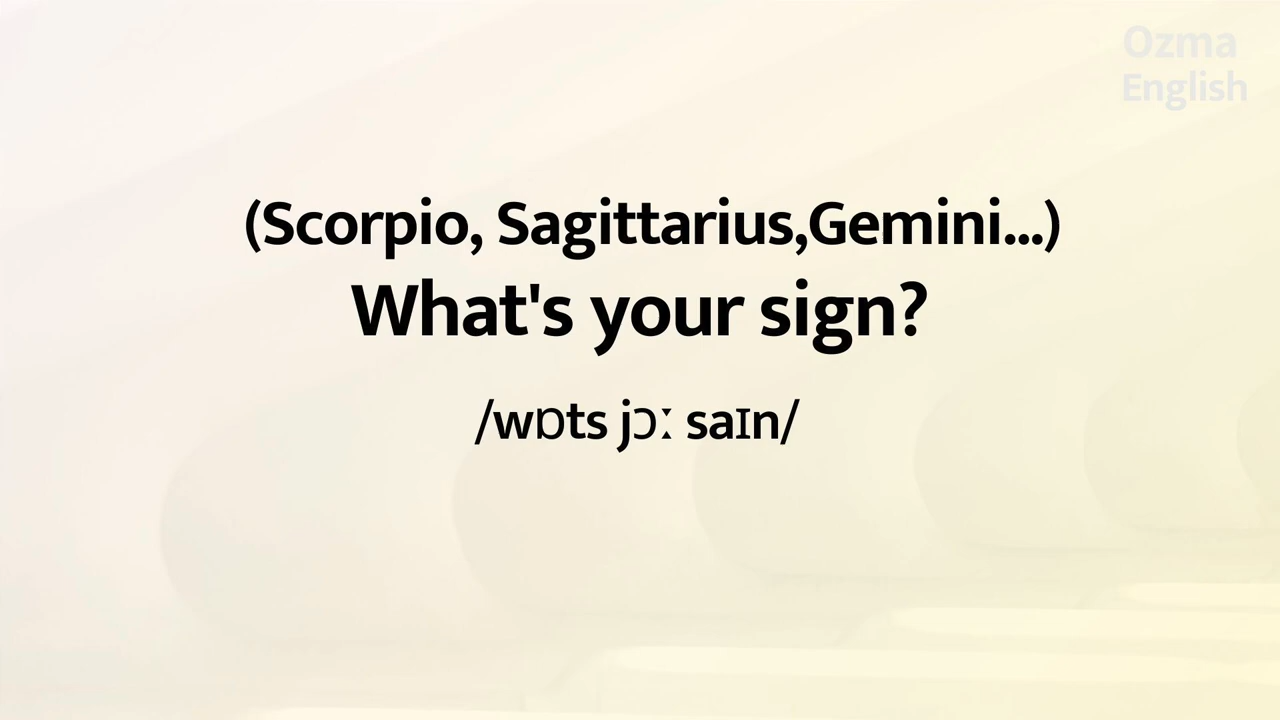 Ozma
English
(Scorpio, Sagittarius,Gemini...)
What's your sign?
/wɒts jɔː saɪn/